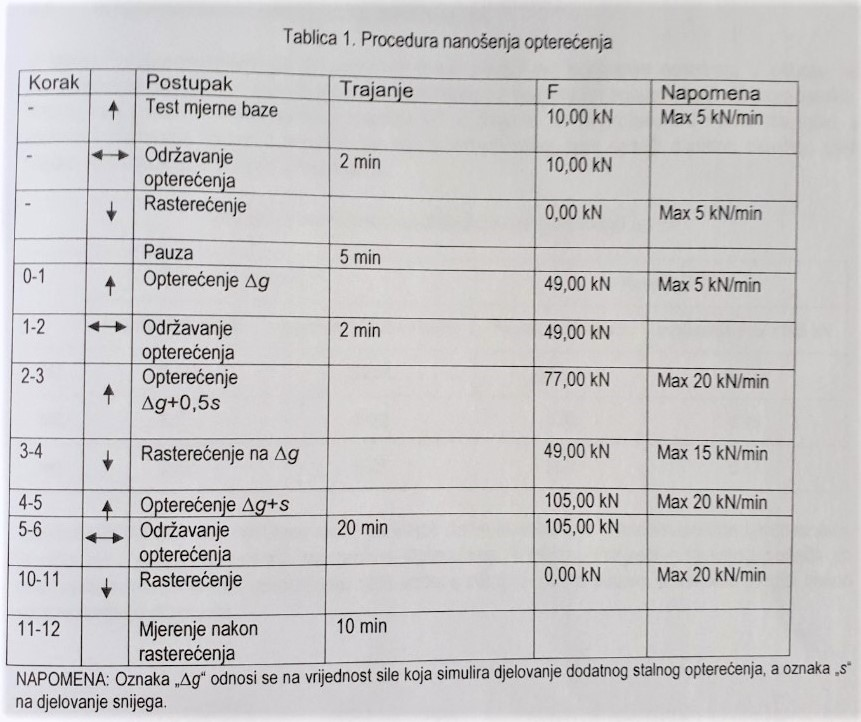 Tablica 1. Procedura nanošenja opterećenja
Korak Postupak Trajanje F Napomena
- ↑ Test mjerne baze 10,00 kN Max 5 kN/min
- ↔ Održavanje 2 min 10,00 kN
opterećenja
- ↓ Rasterećenje 0,00 kN Max 5 kN/min
Pauza 5 min
0-1 ↑ Opterećenje Δg 49,00 kN Max 5 kN/min
1-2 ↔ Održavanje 2 min 49,00 kN
opterećenja
2-3 ↑ Opterećenje 77,00 kN Max 20 kN/min
Δg+0,5s
3-4 ↓ Rasterećenje na Δg 49,00 kN Max 15 kN/min
4-5 ↑ Opterećenje Δg+s 105,00 kN Max 20 kN/min
5-6 ↔ Održavanje 20 min 105,00 kN
opterećenja
10-11 ↓ Rasterećenje 0,00 kN Max 20 kN/min
11-12 Mjerenje nakon 10 min
rasterećenja
NAPOMENA: Oznaka „Δg“ odnosi se na vrijednost sile koja simulira djelovanje dodatnog stalnog opterećenja, a oznaka „s“
na djelovanje snijega.